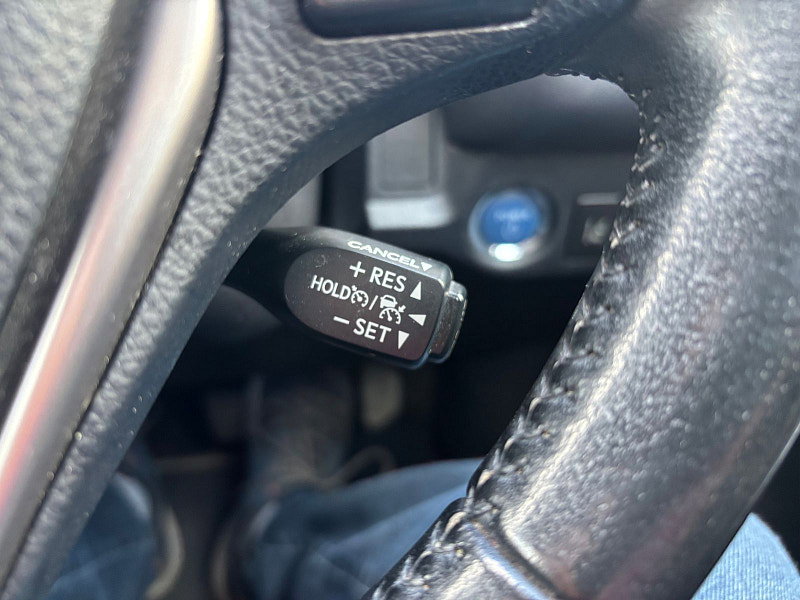 CANCEL▼
+ RES ▲
HOLD /
− SET ▼